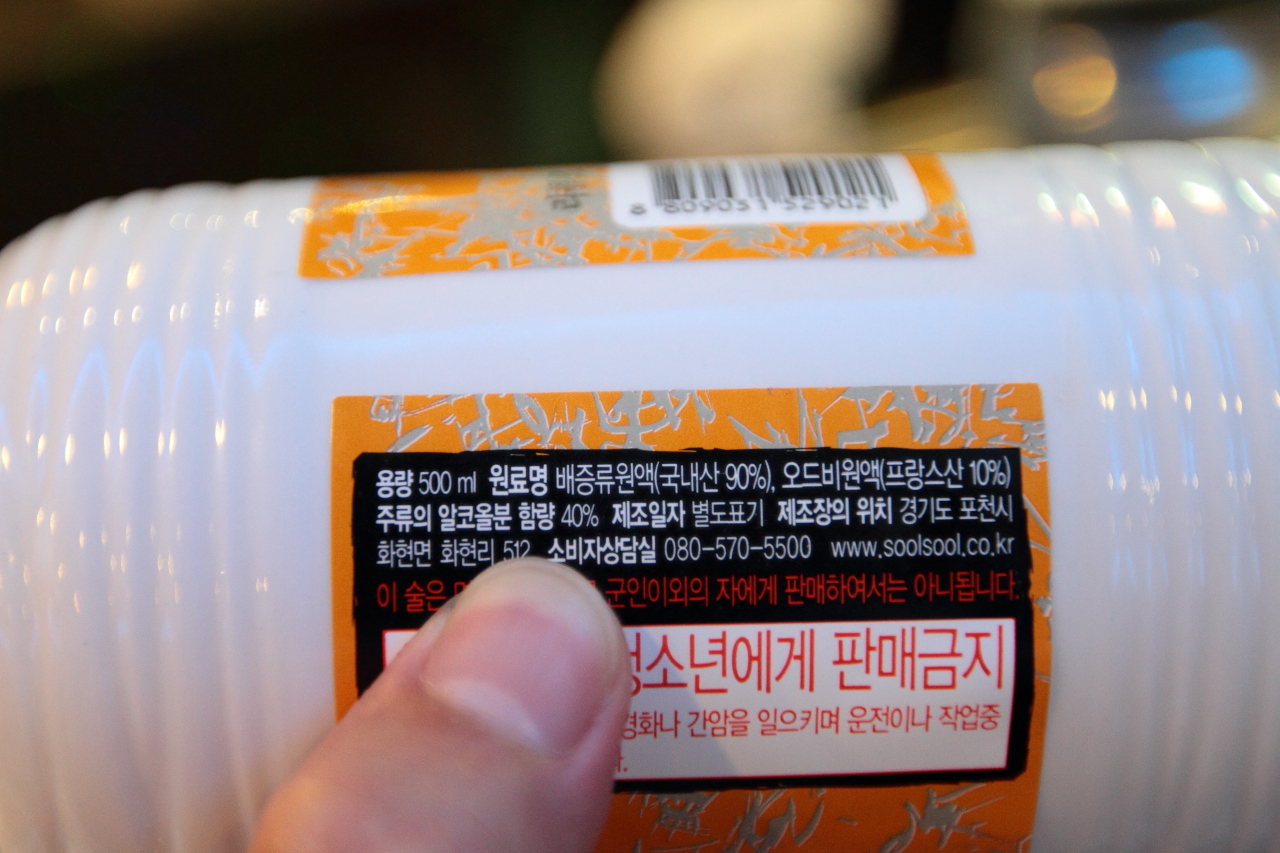 8 809051 529021
용량 500 ml 원료명 배증류원액(국내산 90%), 오드비원액(프랑스산 10%)
주류의 알코올분 함량 40% 제조일자 별도표기 제조장의 위치 경기도 포천시
화현면 화현리 512 소비자상담실 080-570-5500 www.soolsool.co.kr
이 술은 군인이외의 자에게 판매하여서는 아니됩니다.
청소년에게 판매금지
간암을 일으키며 운전이나 작업중